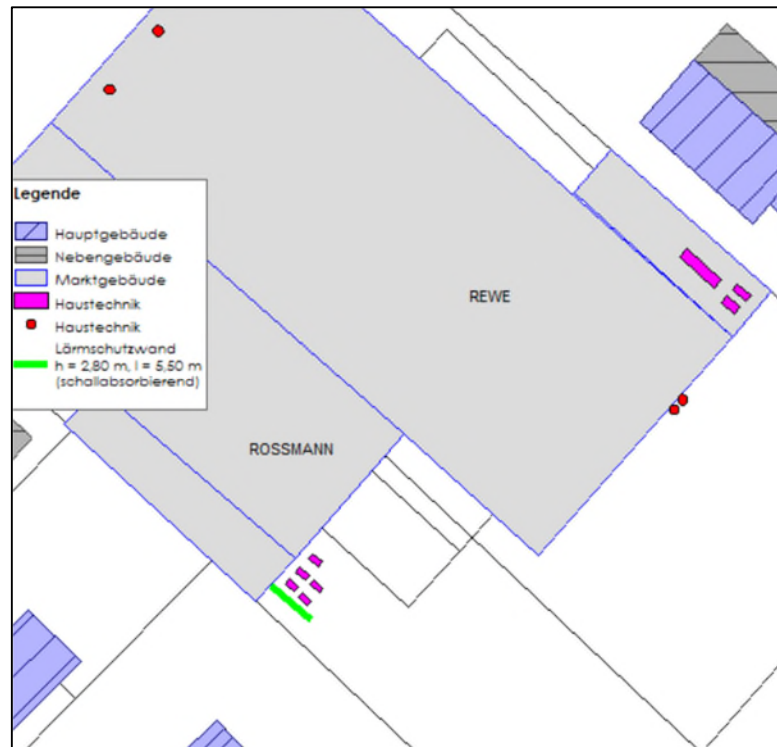 Legende
Hauptgebäude
Nebengebäude
Marktgebäude
Haustechnik
Haustechnik
Lärmschutzwand
h = 2,80 m, l = 5,50 m
(schallabsorbierend)
REWE
ROSSMANN